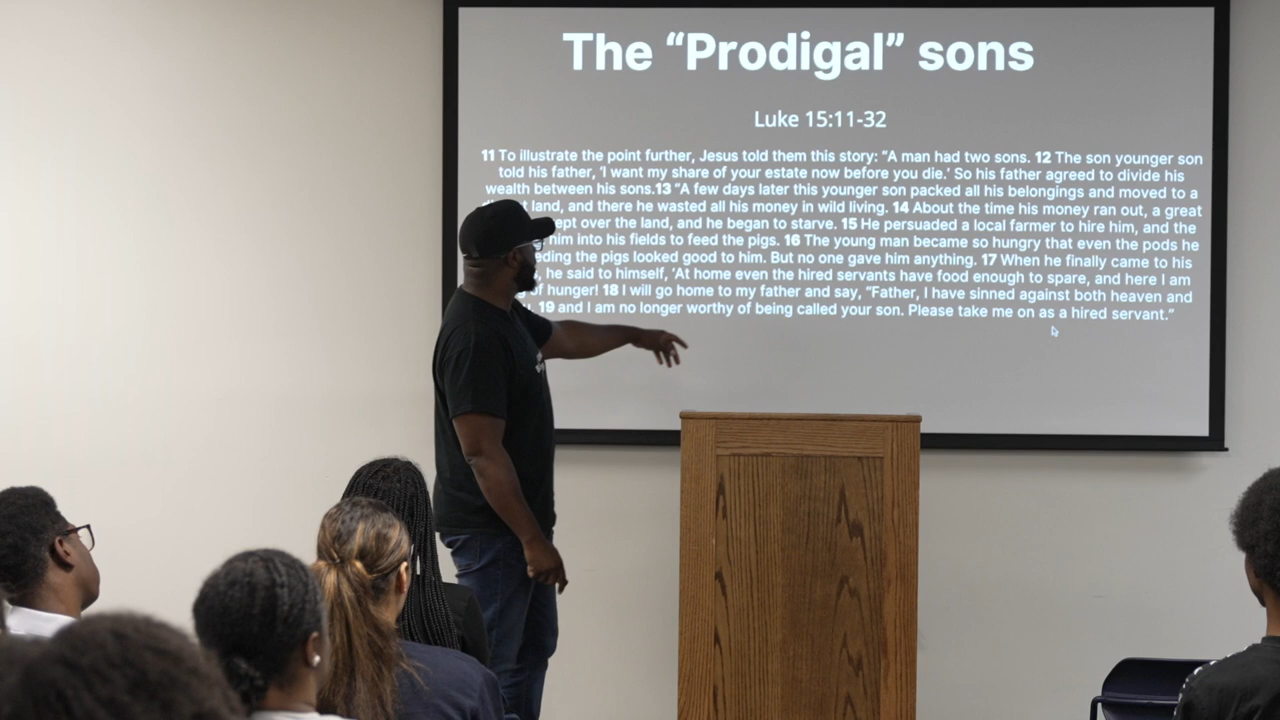 The “Prodigal” sons
Luke 15:11-32
11 To illustrate the point further, Jesus told them this story: “A man had two sons. 12 The son younger son
told his father, ‘I want my share of your estate now before you die.’ So his father agreed to divide his
wealth between his sons.13 “A few days later this younger son packed all his belongings and moved to a
land, and there he wasted all his money in wild living. 14 About the time his money ran out, a great
over the land, and he began to starve. 15 He persuaded a local farmer to hire him, and the
him into his fields to feed the pigs. 16 The young man became so hungry that even the pods he
the pigs looked good to him. But no one gave him anything. 17 When he finally came to his
he said to himself, ‘At home even the hired servants have food enough to spare, and here I am
of hunger! 18 I will go home to my father and say, “Father, I have sinned against both heaven and
19 and I am no longer worthy of being called your son. Please take me on as a hired servant.”